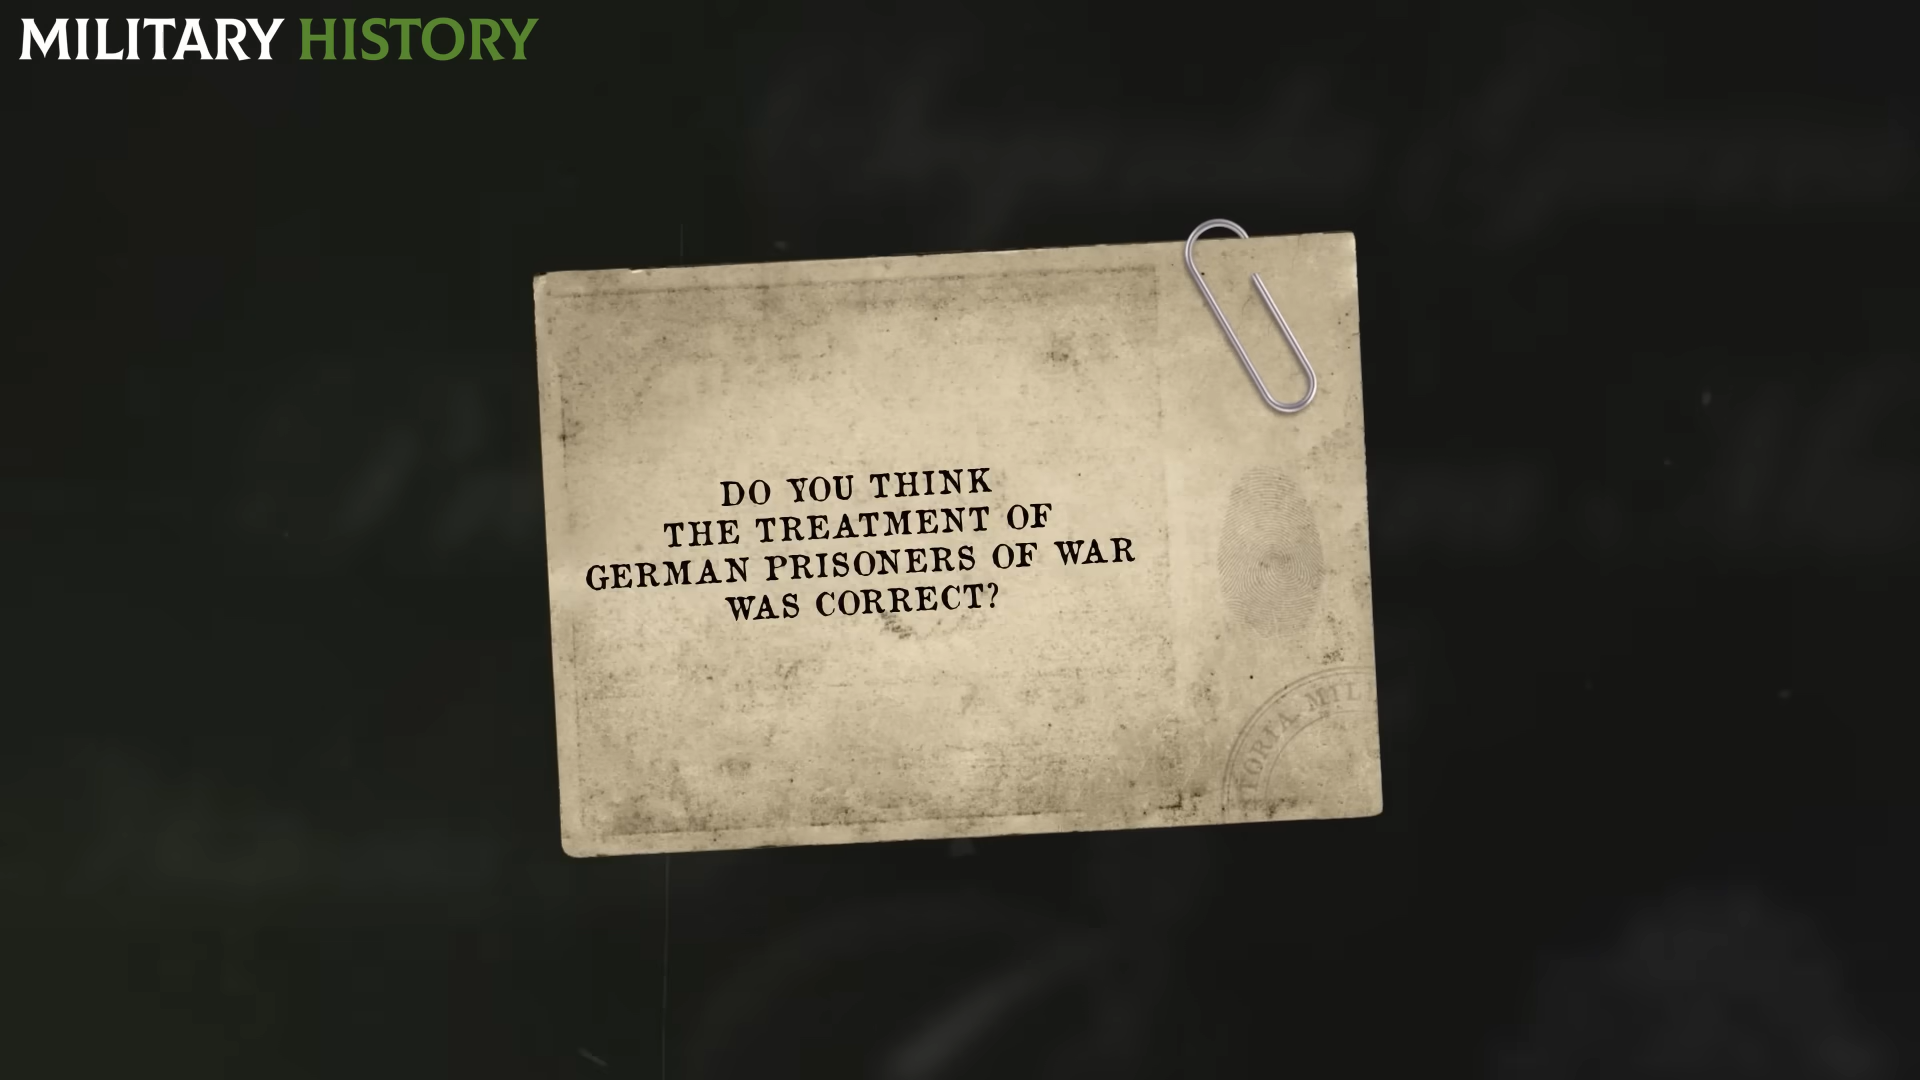 MILITARY HISTORY
DO YOU THINK
THE TREATMENT OF
GERMAN PRISONERS OF WAR
WAS CORRECT?